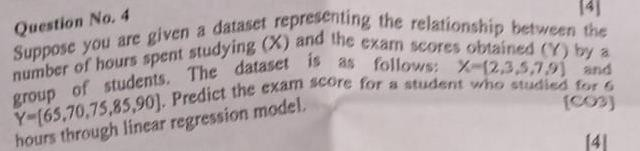 [4]
Question No. 4
Suppose you are given a dataset representing the relationship between the
number of hours spent studying (X) and the exam scores obtained (Y) by a
group of students. The dataset is as follows: X=[2,3,5,7,9] and
Y=[65,70,75,85,90]. Predict the exam score for a student who studied for 6
hours through linear regression model. [CO3]
[4]